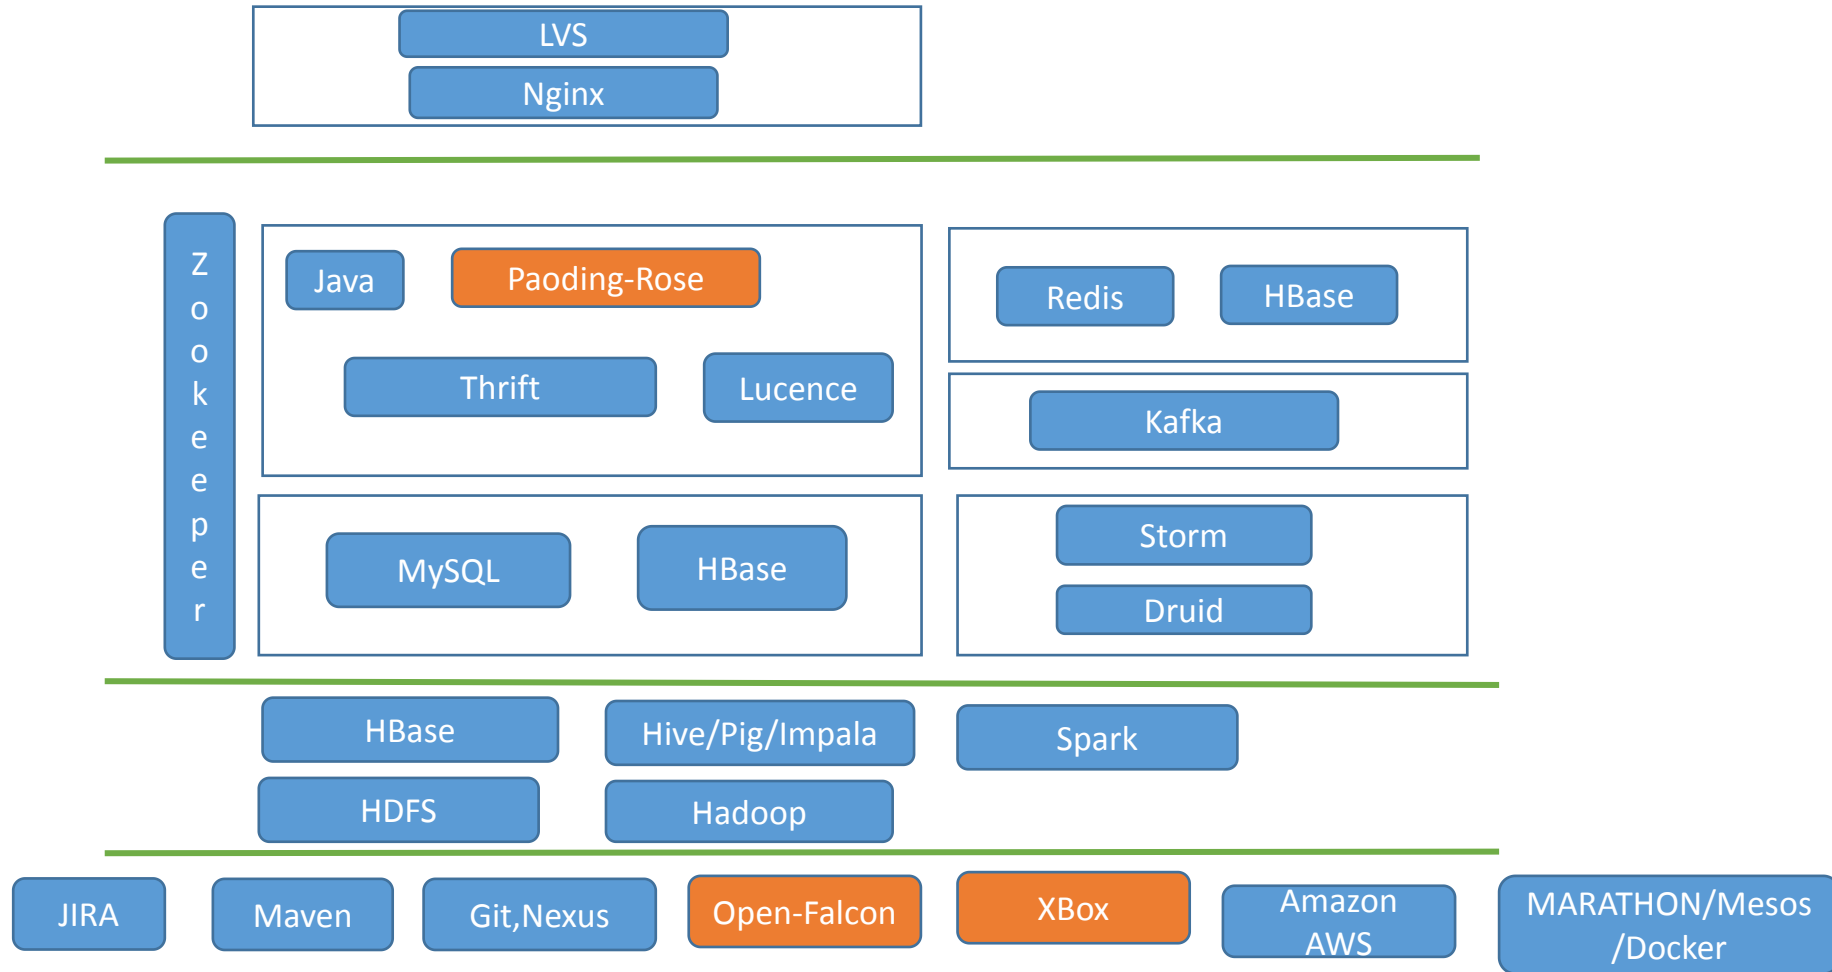 LVS
Nginx
Zookeeper
Java
Paoding-Rose
Thrift
Lucence
Redis
HBase
Kafka
MySQL
HBase
Storm
Druid
HBase
Hive/Pig/Impala
Spark
HDFS
Hadoop
JIRA
Maven
Git,Nexus
Open-Falcon
XBox
Amazon
AWS
MARATHON/Mesos
/Docker